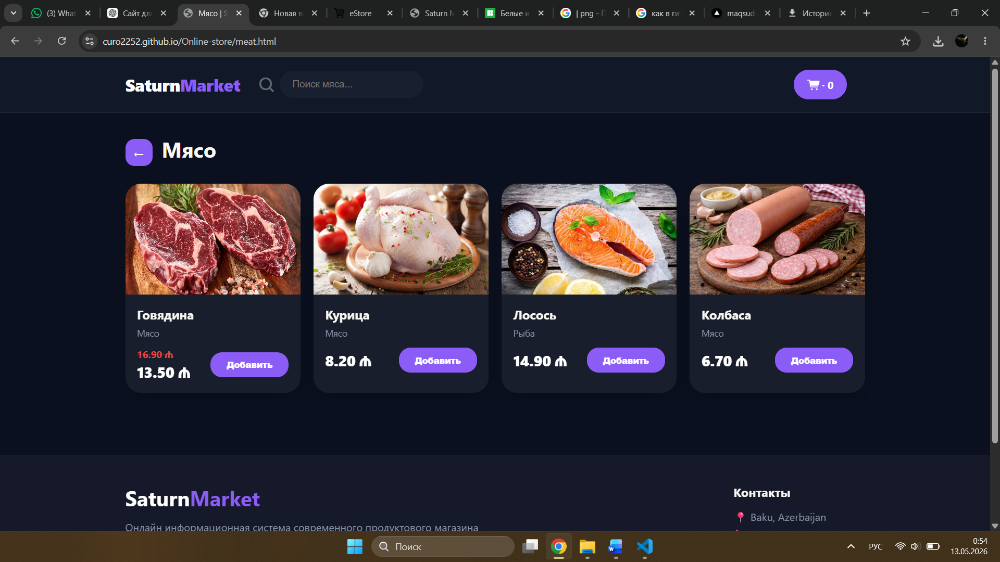 (3) What
Сайт дл
Мясо | S
Новая в
eStore
Saturn M
Белые и
| png - П
как в ги
maqsud
История
curo2252.github.io/Online-store/meat.html
SaturnMarket
Поиск мяса...
· 0
← Мясо
Говядина
Мясо
16.90 ₼
13.50 ₼
Добавить
Курица
Мясо
8.20 ₼
Добавить
Лосось
Рыба
14.90 ₼
Добавить
Колбаса
Мясо
6.70 ₼
Добавить
SaturnMarket
Онлайн информационная система современного продуктового магазина
Контакты
Baku, Azerbaijan
Поиск
РУС
0:54
13.05.2026